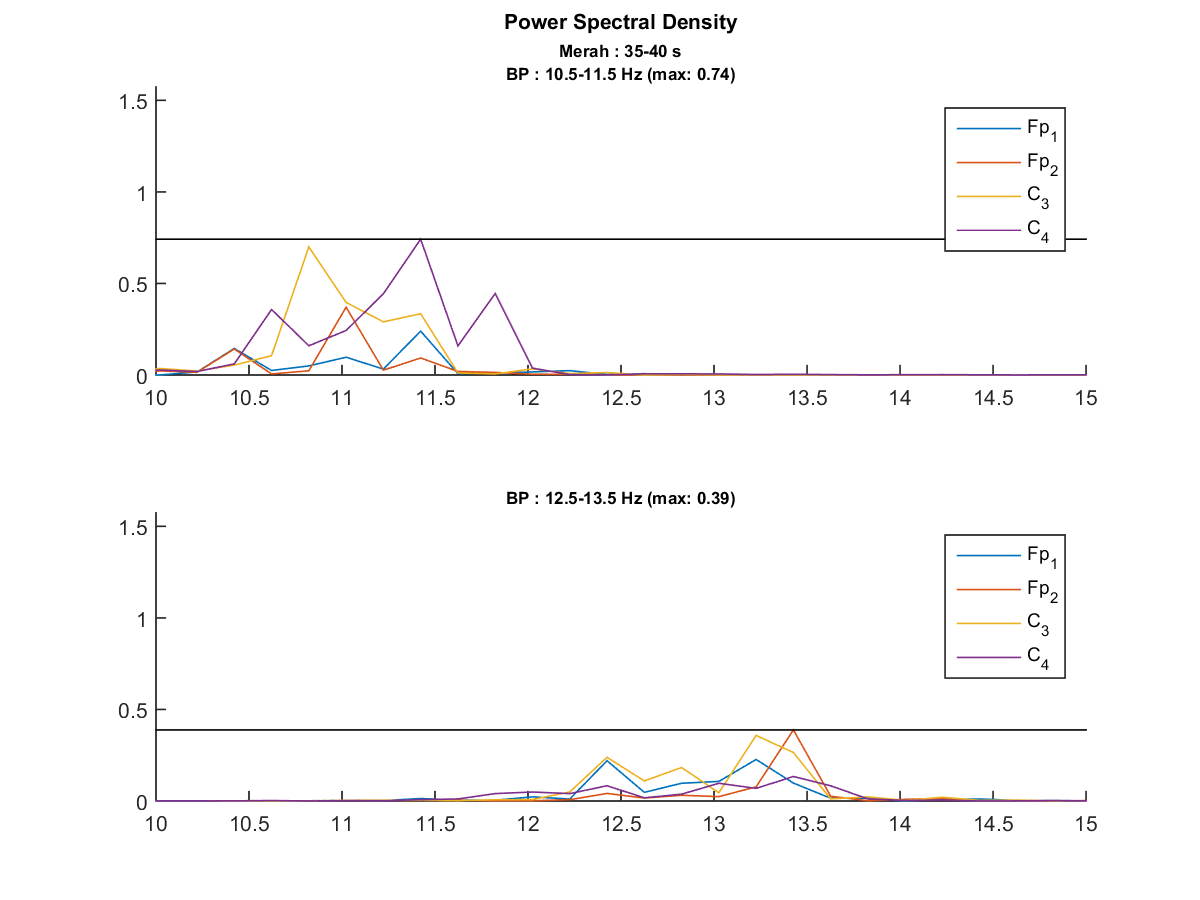 Power Spectral Density
Merah : 35-40 s
BP : 10.5-11.5 Hz (max: 0.74)
1.5
1
0.5
0
10 10.5 11 11.5 12 12.5 13 13.5 14 14.5 15
Fp1
Fp2
C3
C4
BP : 12.5-13.5 Hz (max: 0.39)
1.5
1
0.5
0
10 10.5 11 11.5 12 12.5 13 13.5 14 14.5 15
Fp1
Fp2
C3
C4